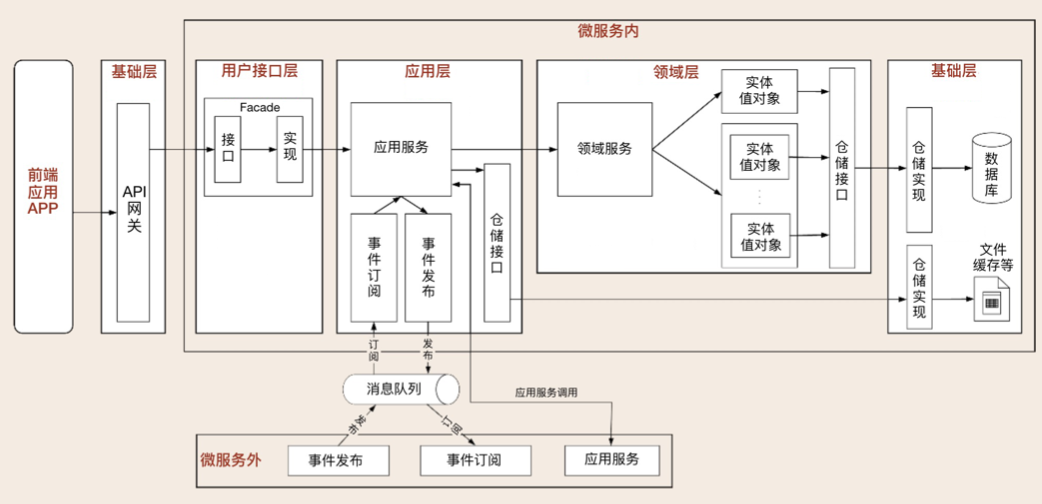 微服务内
前端
应用
APP
基础层
API
网
关
用户接口层
Facade
接
口
实
现
应用层
应用服务
事
件
订
阅
事
件
发
布
仓
储
接
口
领域层
领域服务
实体
值对象
实体
值对象
实体
值对象
仓
储
接
口
基础层
仓
储
实
现
数
据
库
仓
储
实
现
文件
缓存等
订
阅
发
布
消息队列
发布
订阅
应用服务调用
微服务外
事件发布
事件订阅
应用服务